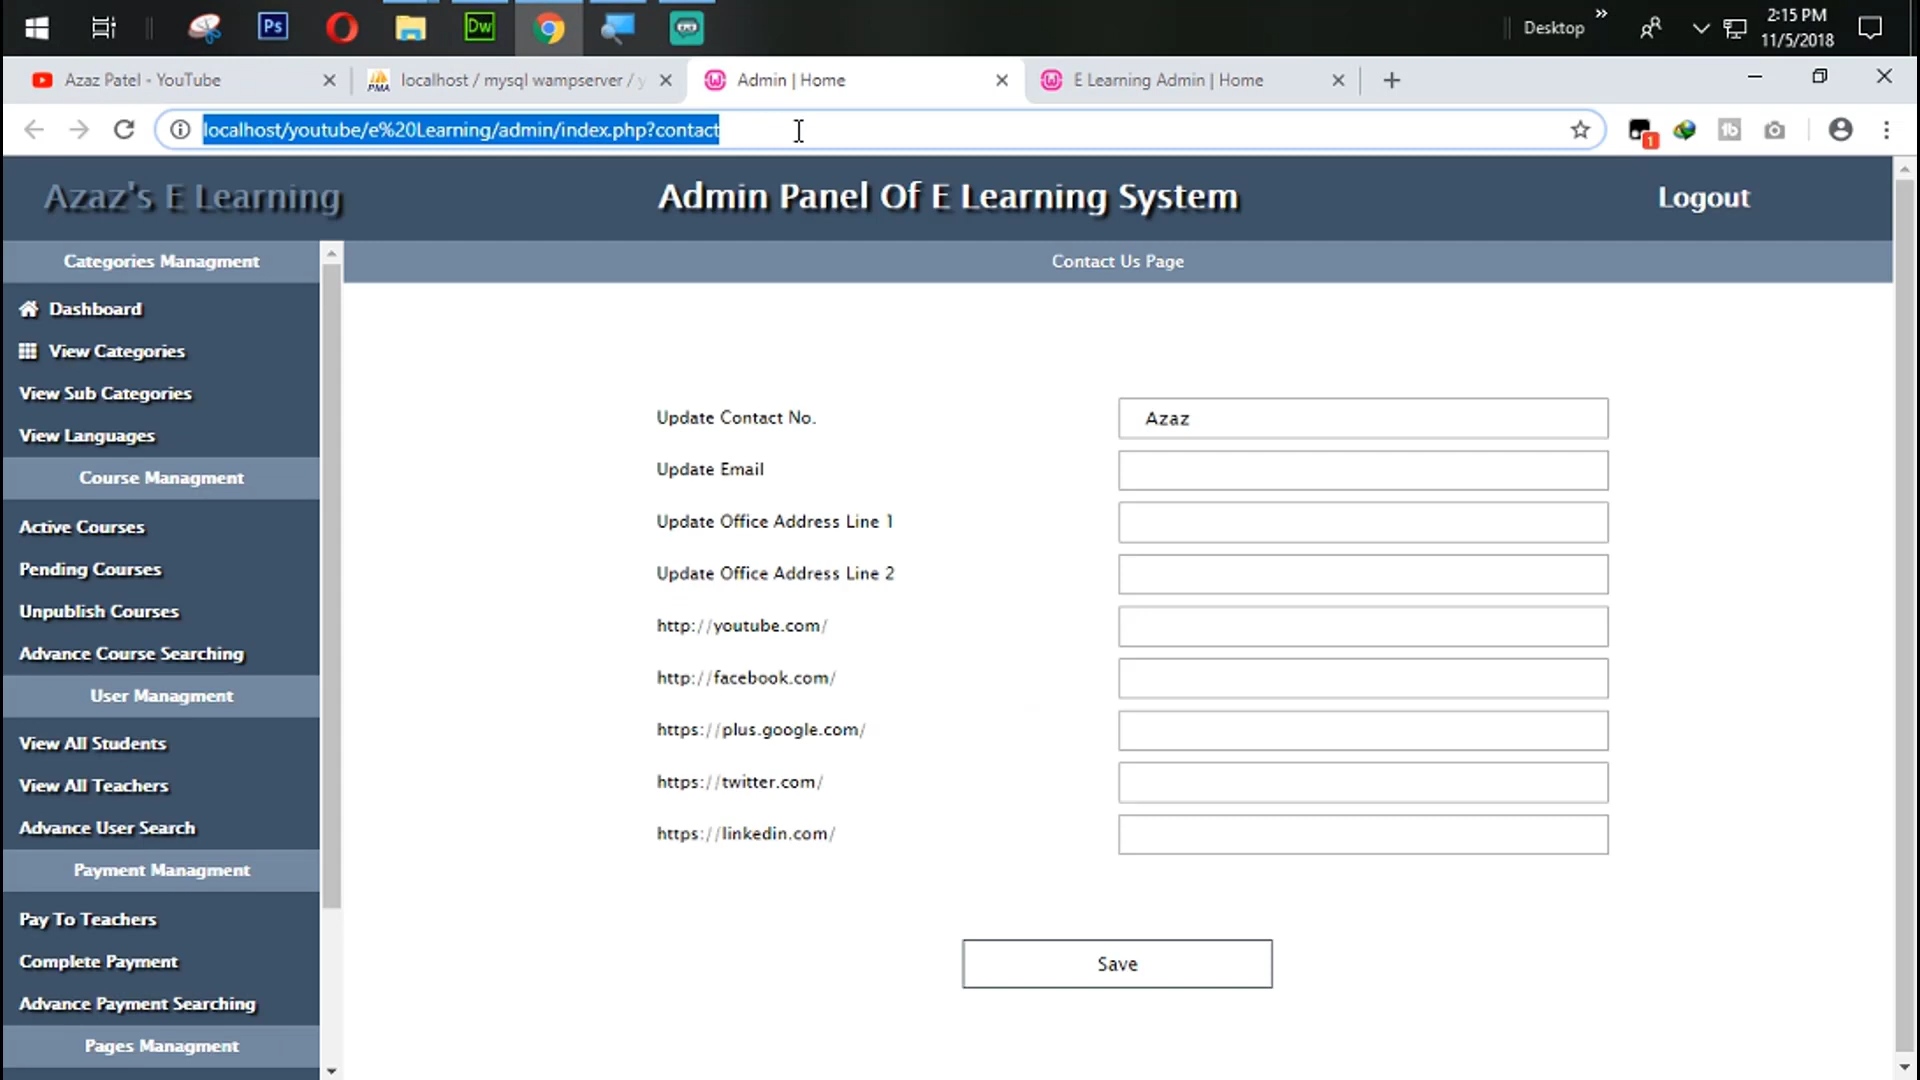 Ps
Dw
Desktop
»
2:15 PM
11/5/2018
Azaz Patel - YouTube
PMA
localhost / mysql wampserver / y
Admin | Home
E Learning Admin | Home
localhost/youtube/e%20Learning/admin/index.php?contact
1
tb
Azaz's E Learning
Admin Panel Of E Learning System
Logout
Categories Managment
Contact Us Page
Dashboard
View Categories
View Sub Categories
View Languages
Course Managment
Active Courses
Pending Courses
Unpublish Courses
Advance Course Searching
User Managment
View All Students
View All Teachers
Advance User Search
Payment Managment
Pay To Teachers
Complete Payment
Advance Payment Searching
Pages Managment
Update Contact No.
Azaz
Update Email
Update Office Address Line 1
Update Office Address Line 2
http://youtube.com/
http://facebook.com/
https://plus.google.com/
https://twitter.com/
https://linkedin.com/
Save